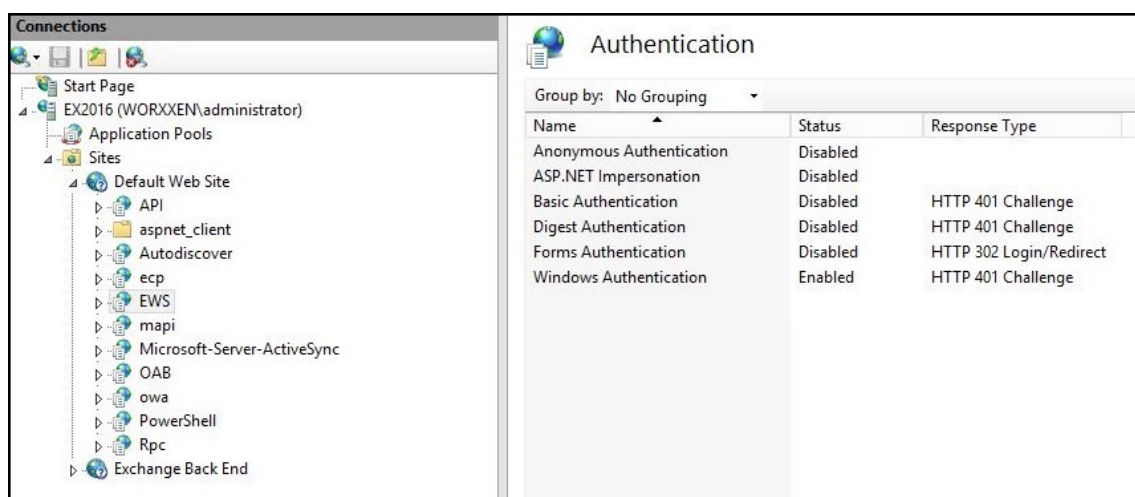 Connections
Start Page
EX2016 (WORXXEN\administrator)
Application Pools
Sites
Default Web Site
API
aspnet_client
Autodiscover
ecp
EWS
mapi
Microsoft-Server-ActiveSync
OAB
owa
PowerShell
Rpc
Exchange Back End
Authentication
Group by: No Grouping
Name Status Response Type
Anonymous Authentication Disabled
ASP.NET Impersonation Disabled
Basic Authentication Disabled HTTP 401 Challenge
Digest Authentication Disabled HTTP 401 Challenge
Forms Authentication Disabled HTTP 302 Login/Redirect
Windows Authentication Enabled HTTP 401 Challenge